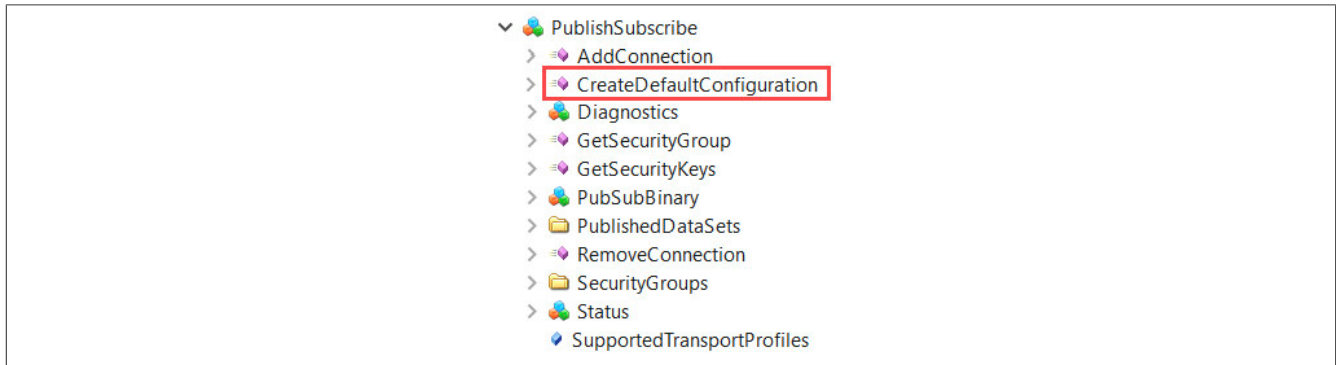 PublishSubscribe
AddConnection
CreateDefaultConfiguration
Diagnostics
GetSecurityGroup
GetSecurityKeys
PubSubBinary
PublishedDataSets
RemoveConnection
SecurityGroups
Status
SupportedTransportProfiles